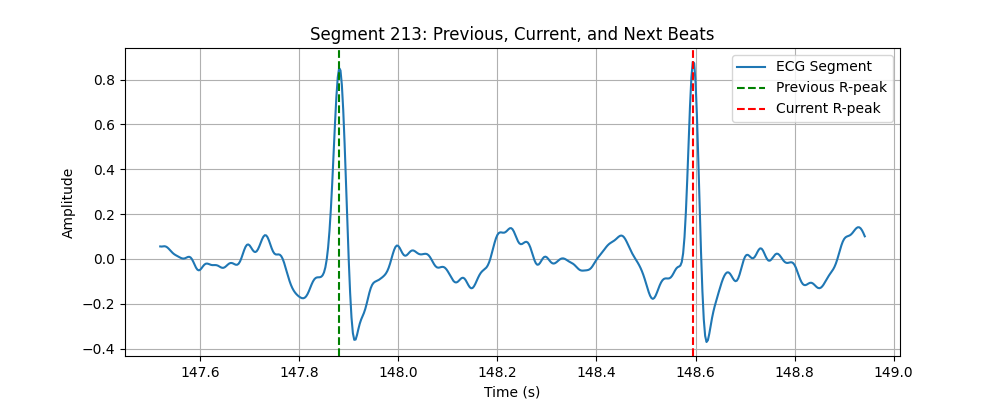 Segment 213: Previous, Current, and Next Beats
ECG Segment
Previous R-peak
Current R-peak
0.8
0.6
0.4
0.2
0.0
−0.2
−0.4
Amplitude
147.6 147.8 148.0 148.2 148.4 148.6 148.8 149.0
Time (s)